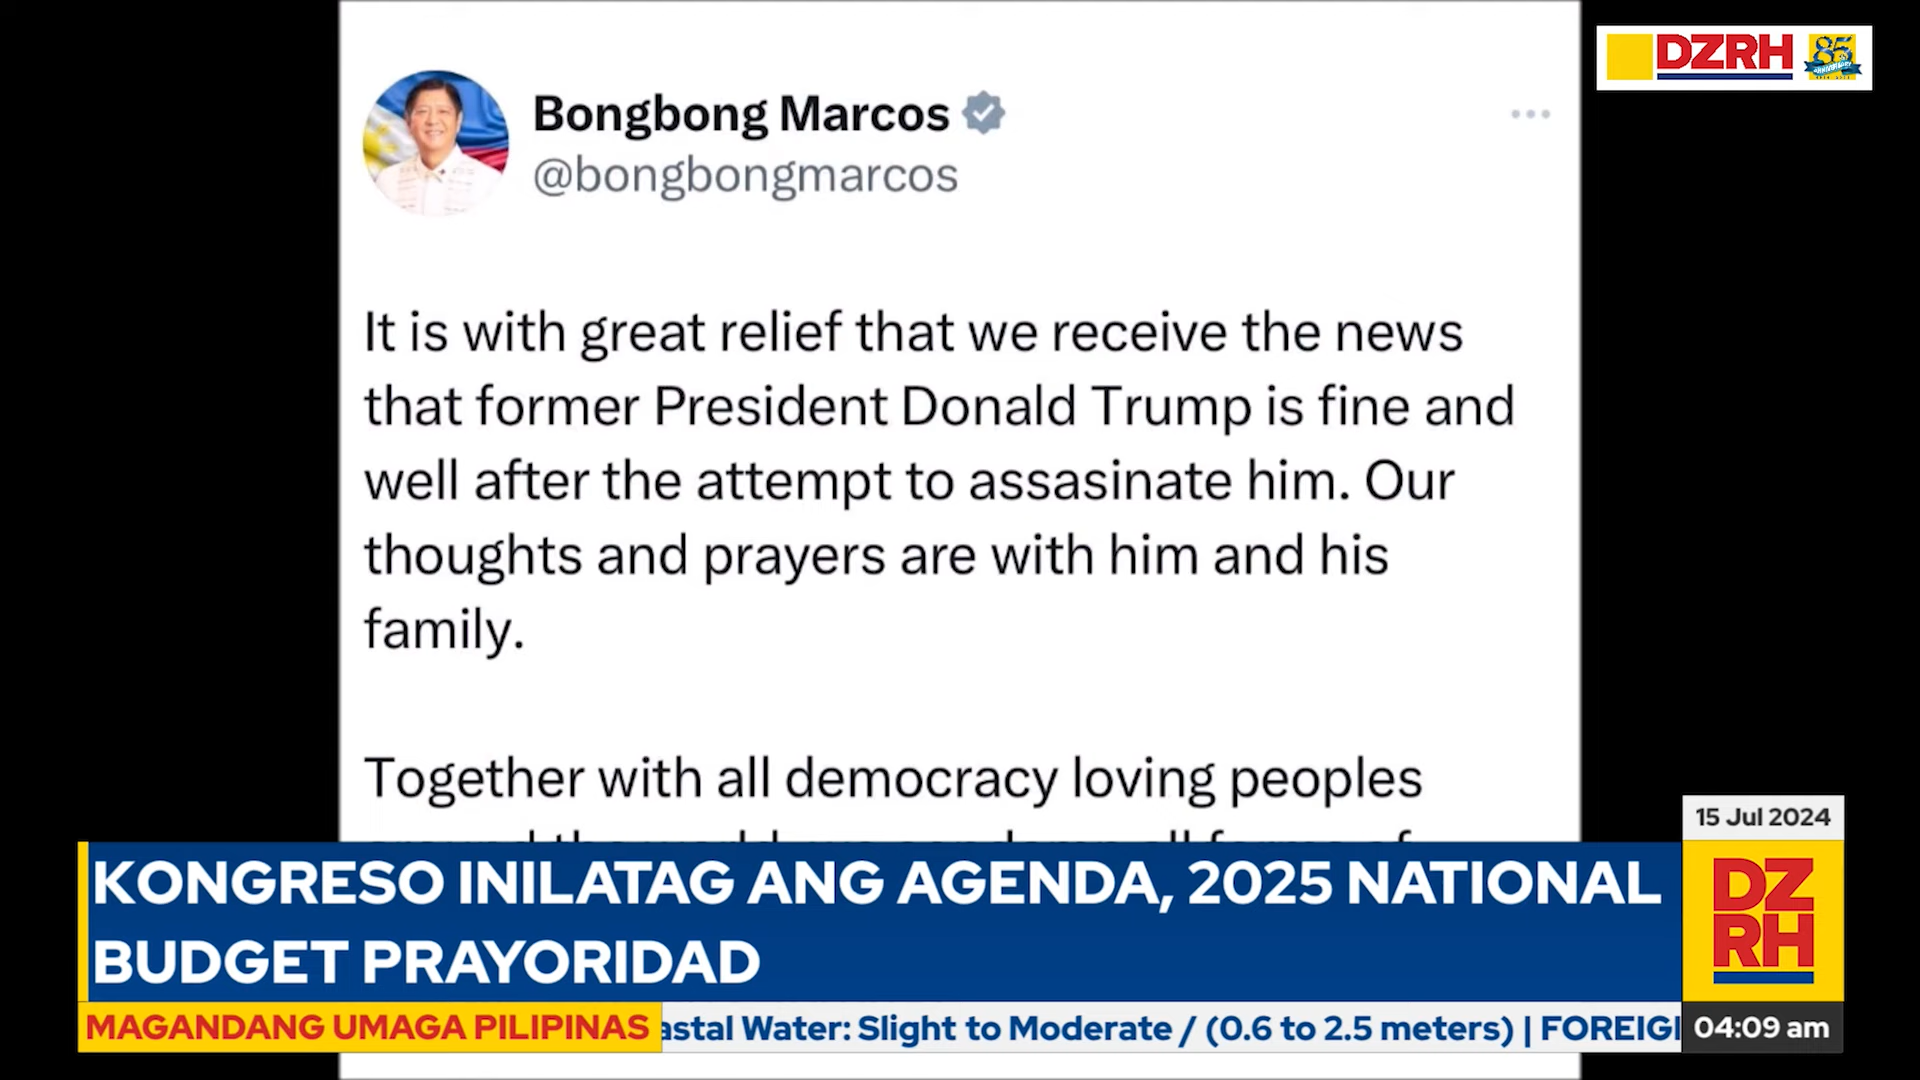 DZRH
85
Bongbong Marcos
@bongbongmarcos
It is with great relief that we receive the news
that former President Donald Trump is fine and
well after the attempt to assasinate him. Our
thoughts and prayers are with him and his
family.
Together with all democracy loving peoples
15 Jul 2024
KONGRESO INILATAG ANG AGENDA, 2025 NATIONAL
BUDGET PRAYORIDAD
DZ
RH
MAGANDANG UMAGA PILIPINAS
astal Water: Slight to Moderate / (0.6 to 2.5 meters) | FOREIG
04:09 am